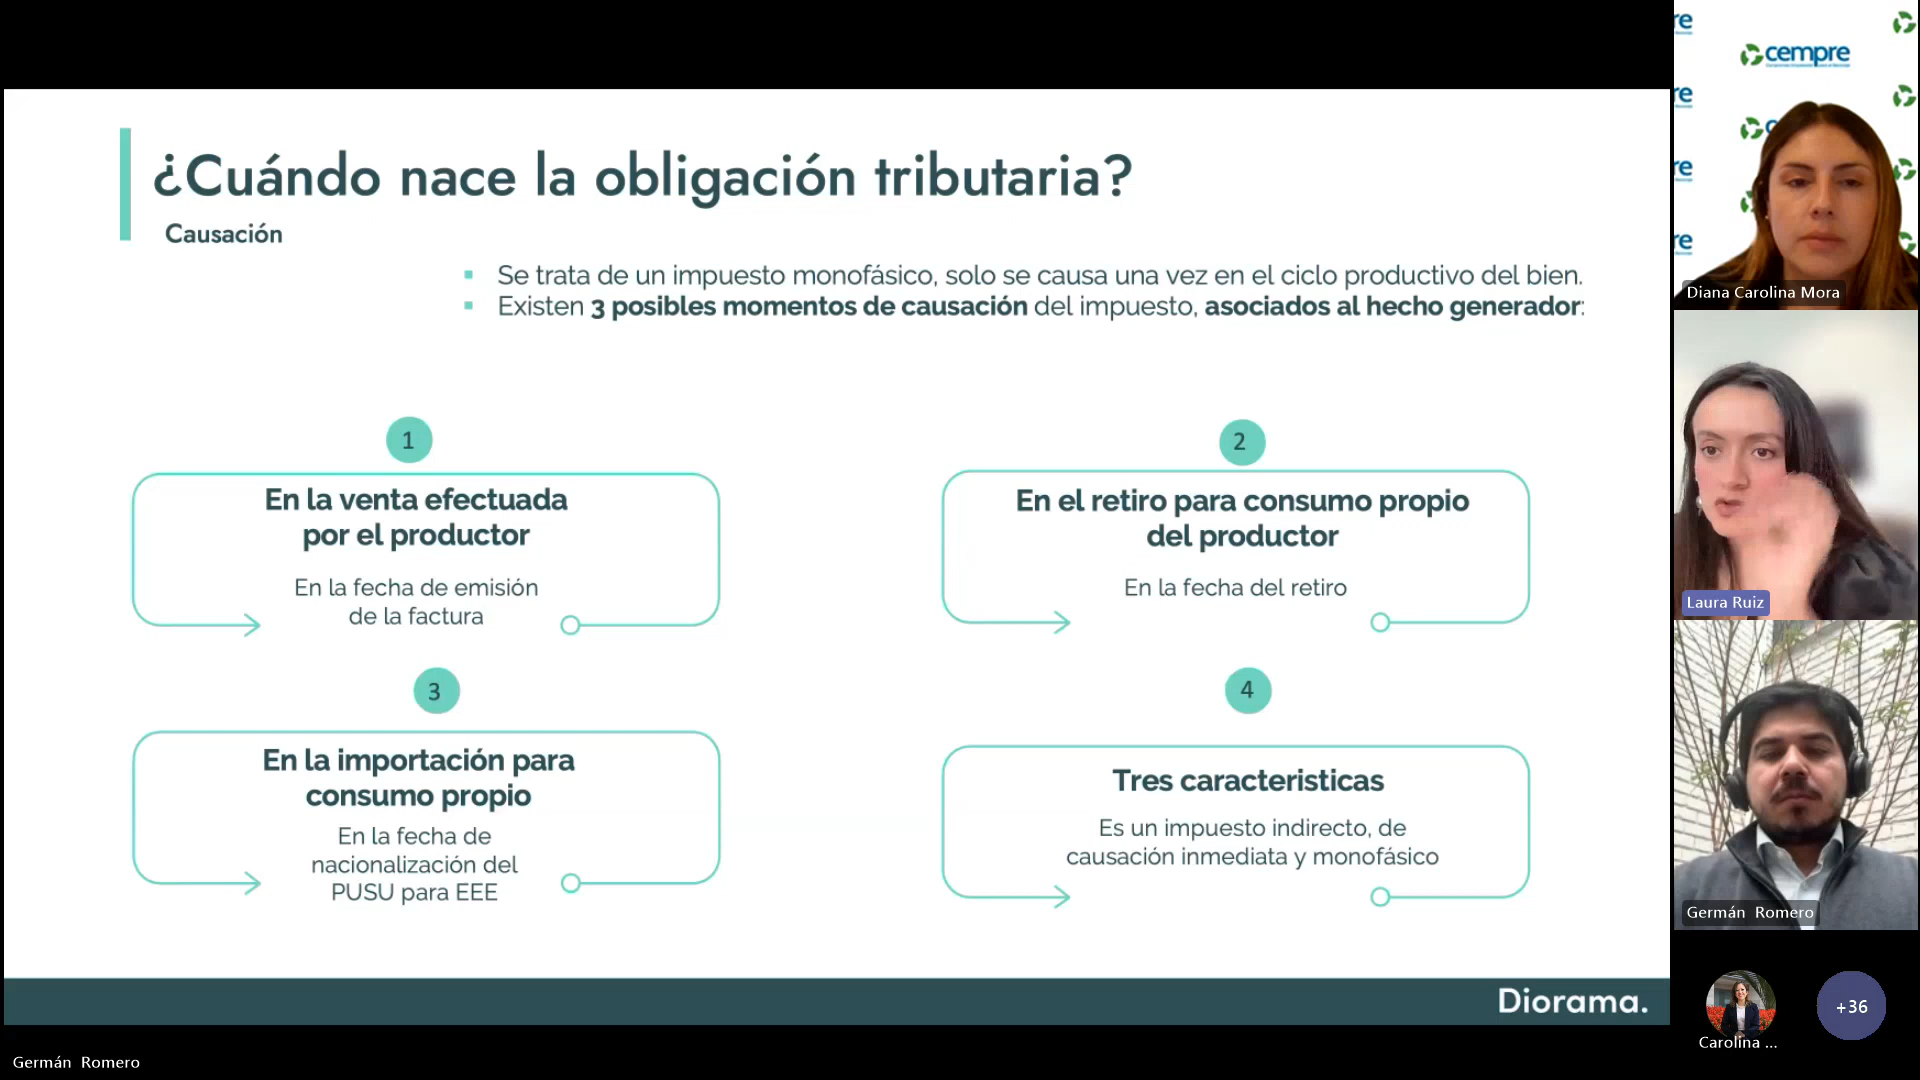 ¿Cuándo nace la obligación tributaria?
Causación
▪ Se trata de un impuesto monofásico, solo se causa una vez en el ciclo productivo del bien.
▪ Existen 3 posibles momentos de causación del impuesto, asociados al hecho generador:
1
En la venta efectuada
por el productor
En la fecha de emisión
de la factura
2
En el retiro para consumo propio
del productor
En la fecha del retiro
3
En la importación para
consumo propio
En la fecha de
nacionalización del
PUSU para EEE
4
Tres caracteristicas
Es un impuesto indirecto, de
causación inmediata y monofásico
Diorama.
Germán Romero
cempre
re
re
re
re
Diana Carolina Mora
Laura Ruiz
Germán Romero
Carolina ...
+36